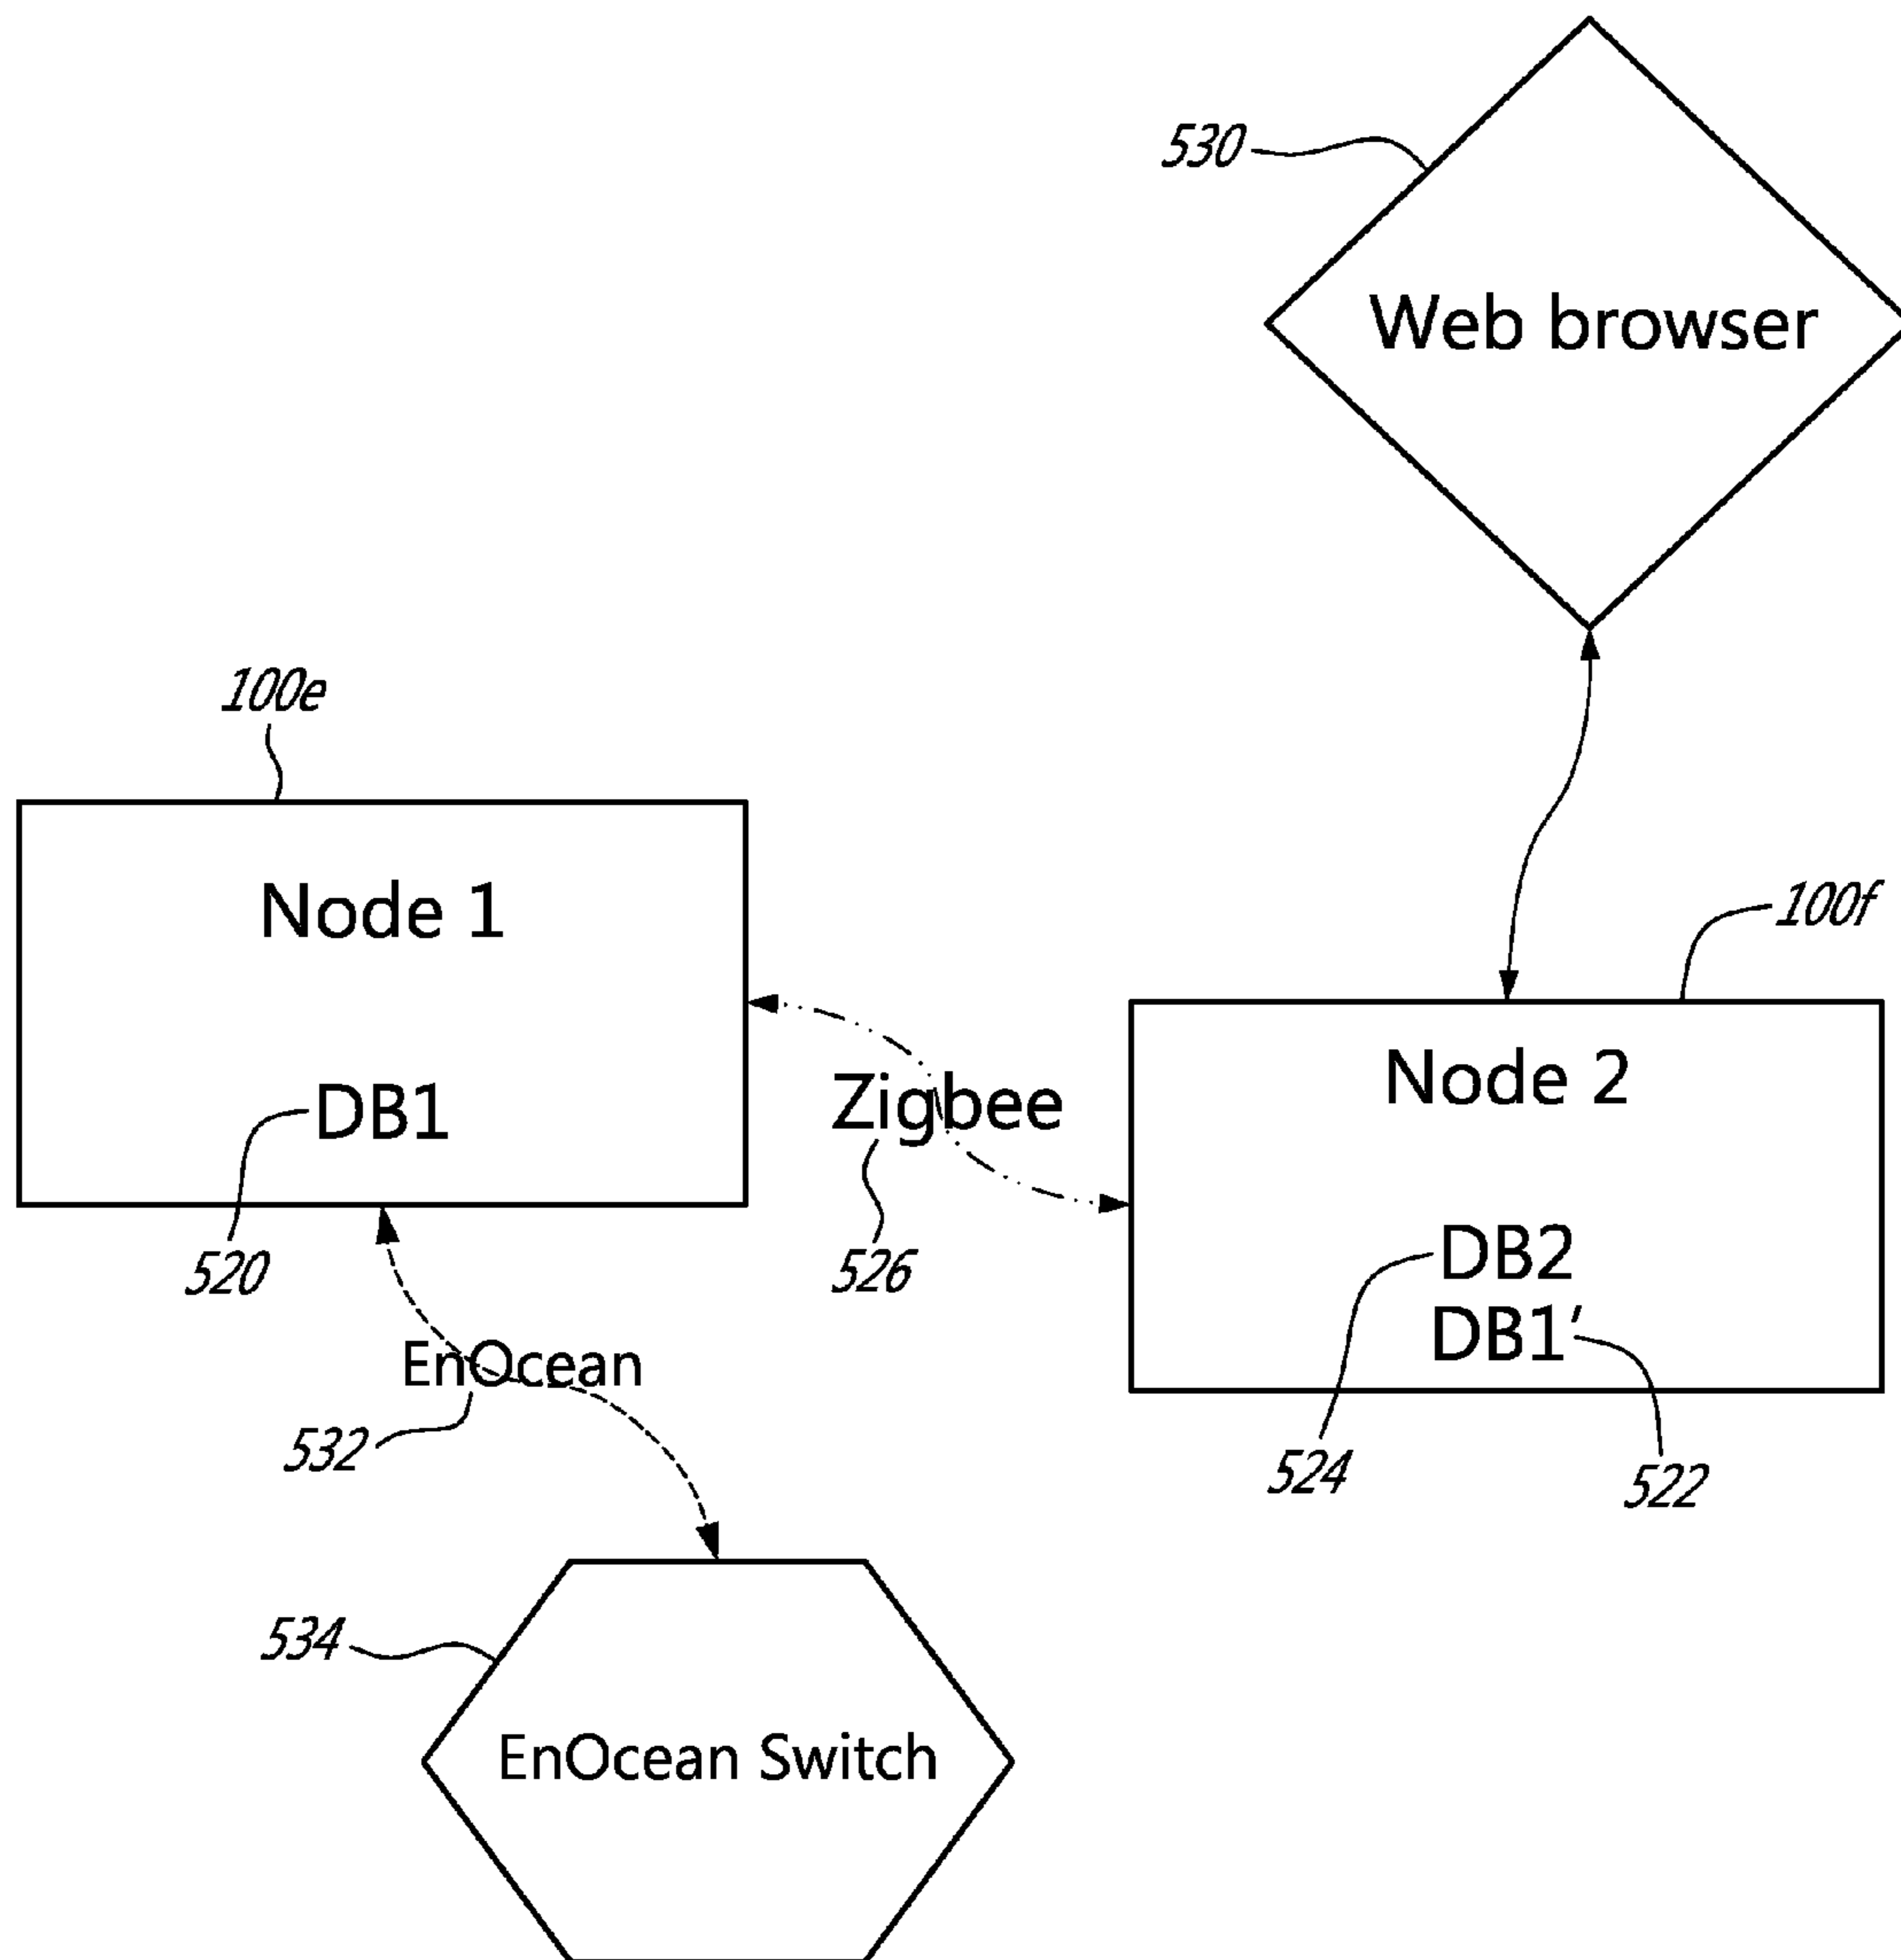 530
Web browser
100e
Node 1
100f
Node 2
DB1
Zigbee
520
526
DB2
DB1′
EnOcean
532
524
522
534
EnOcean Switch